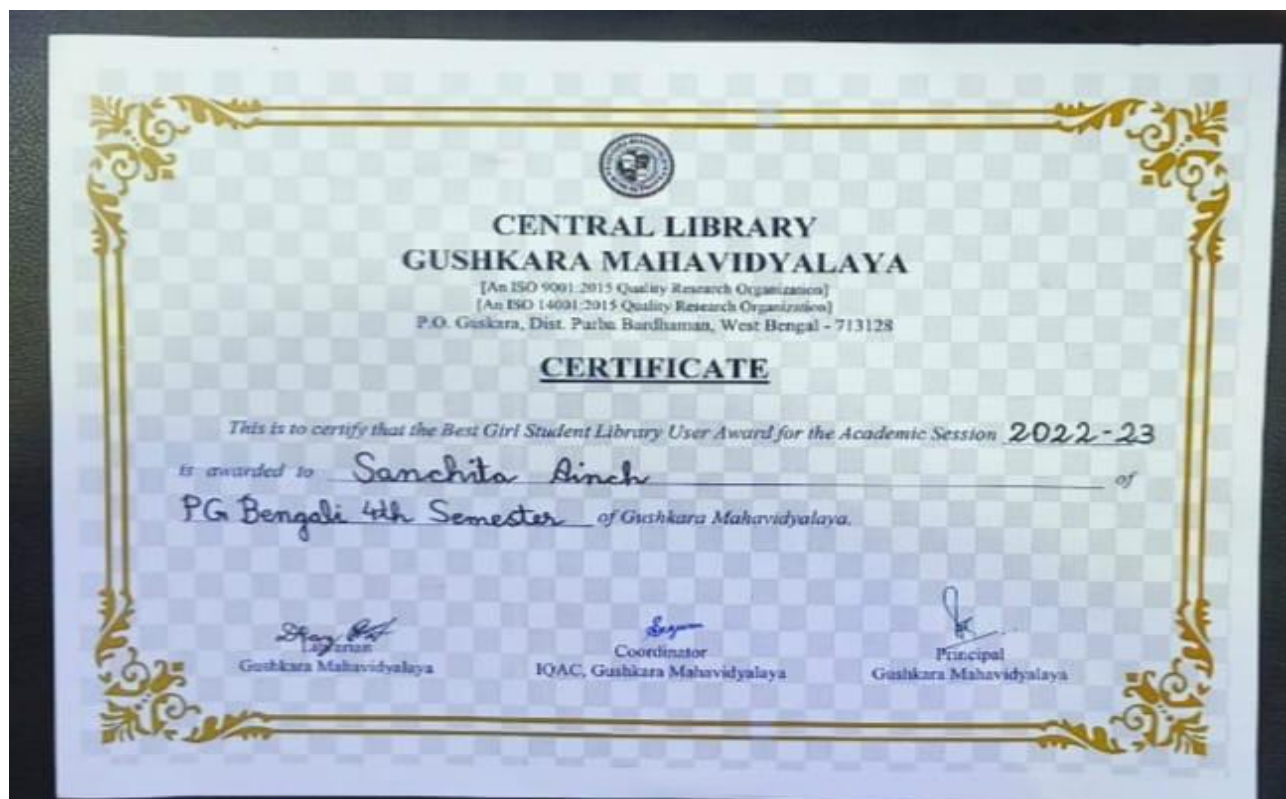 CENTRAL LIBRARY
GUSHKARA MAHAVIDYALAYA
[An ISO 9001:2015 Quality Research Organization]
[An ISO 14001:2015 Quality Research Organization]
P.O. Guskara, Dist. Purba Bardhaman, West Bengal - 713128
CERTIFICATE
This is to certify that the Best Girl Student Library User Award for the Academic Session 2022-23
is awarded to Sanchita Ainch of
PG Bengali 4th Semester of Gushkara Mahavidyalaya.
Librarian
Gushkara Mahavidyalaya
Coordinator
IQAC, Gushkara Mahavidyalaya
Principal
Gushkara Mahavidyalaya